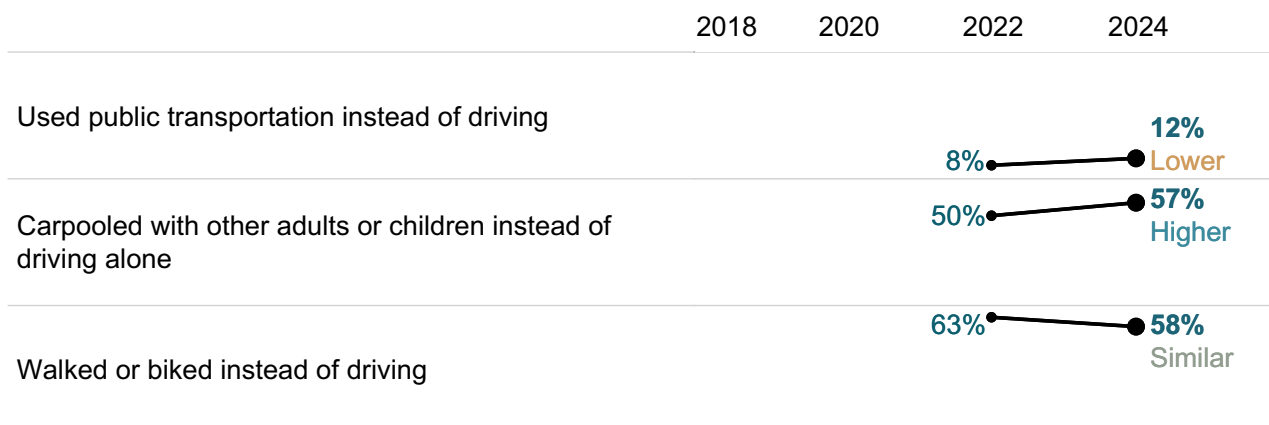 2018 2020 2022 2024
Used public transportation instead of driving
12%
8%
Lower
Carpooled with other adults or children instead of
driving alone
50%
57%
Higher
63%
58%
Similar
Walked or biked instead of driving